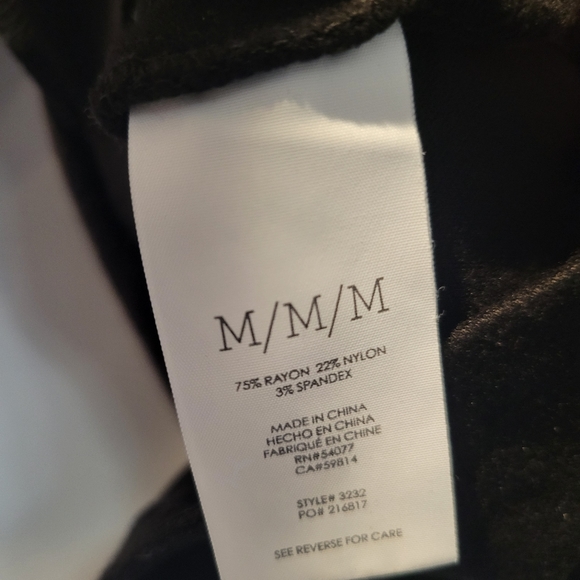 M/M/M
75% RAYON 22% NYLON
3% SPANDEX
MADE IN CHINA
HECHO EN CHINA
FABRIQUÉ EN CHINE
RN#54077
CA#59814
STYLE# 3232
PO# 216817
SEE REVERSE FOR CARE